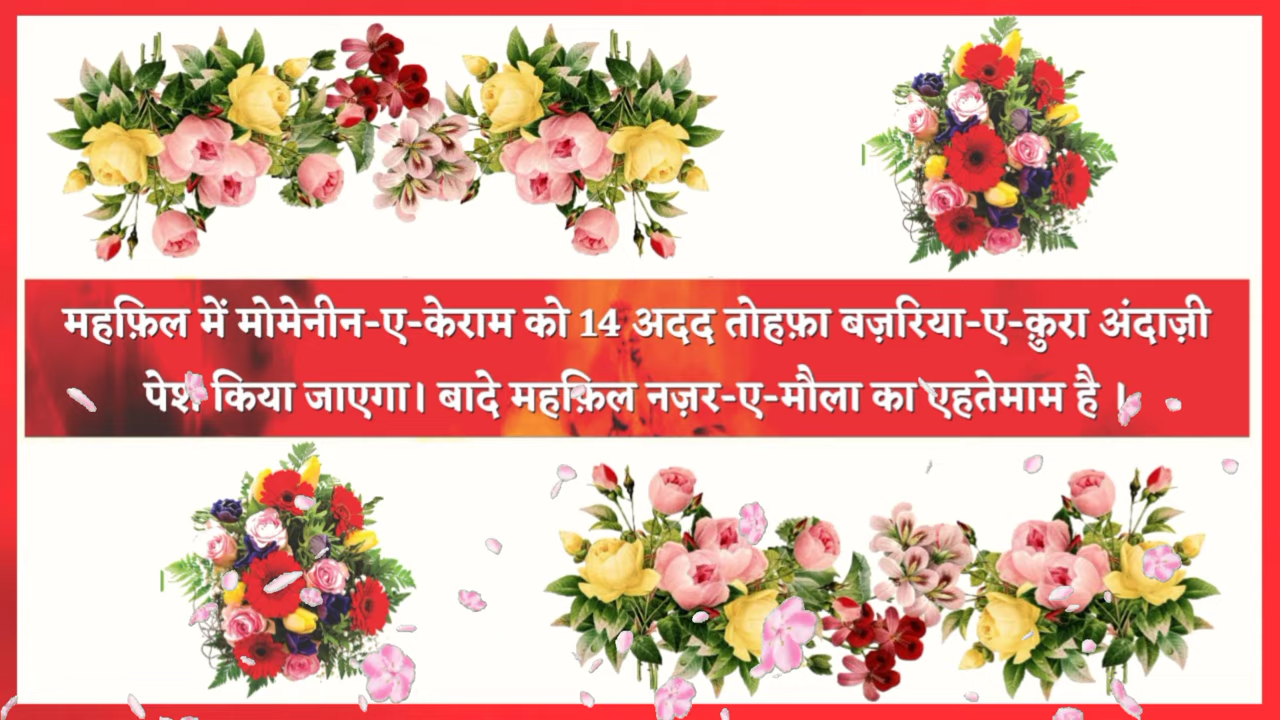 महफ़िल में मोमेनीन-ए-केराम को 14 अदद तोहफ़ा बज़रिया-ए-क़ुरा अंदाज़ी
पेश किया जाएगा। बादे महफ़िल नज़र-ए-मौला का एहतेमाम है ।